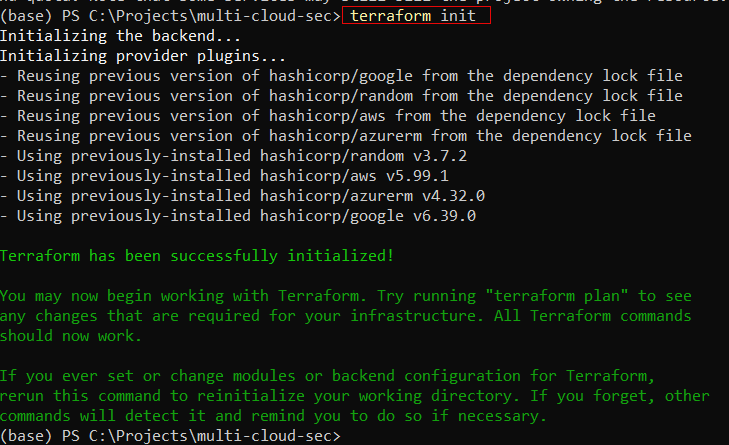 (base) PS C:\Projects\multi-cloud-sec> terraform init
Initializing the backend...
Initializing provider plugins...
- Reusing previous version of hashicorp/google from the dependency lock file
- Reusing previous version of hashicorp/random from the dependency lock file
- Reusing previous version of hashicorp/aws from the dependency lock file
- Reusing previous version of hashicorp/azurerm from the dependency lock file
- Using previously-installed hashicorp/random v3.7.2
- Using previously-installed hashicorp/aws v5.99.1
- Using previously-installed hashicorp/azurerm v4.32.0
- Using previously-installed hashicorp/google v6.39.0
Terraform has been successfully initialized!
You may now begin working with Terraform. Try running "terraform plan" to see
any changes that are required for your infrastructure. All Terraform commands
should now work.
If you ever set or change modules or backend configuration for Terraform,
rerun this command to reinitialize your working directory. If you forget, other
commands will detect it and remind you to do so if necessary.
(base) PS C:\Projects\multi-cloud-sec>